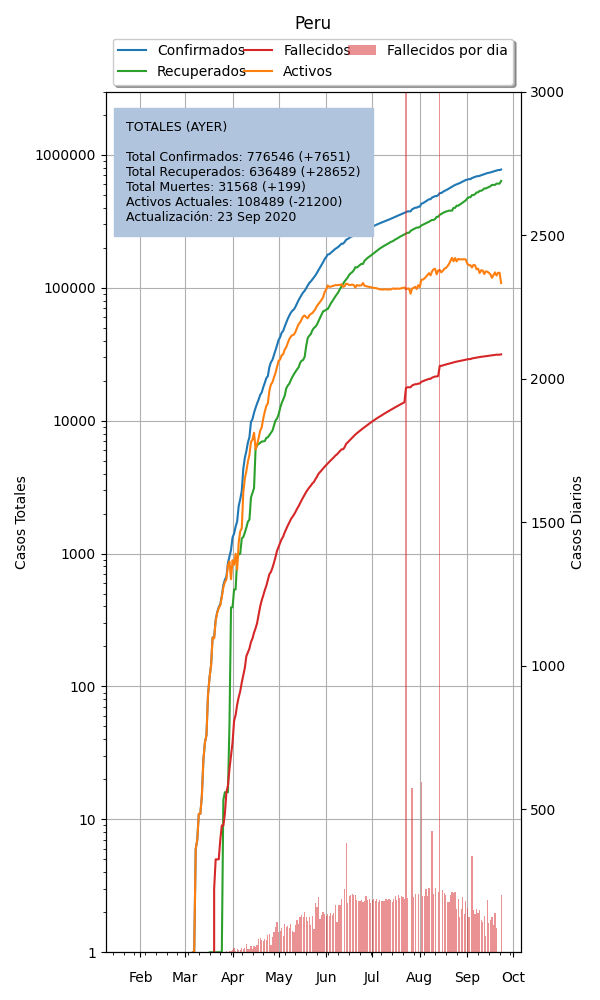 Peru
Confirmados
Fallecidos
Fallecidos por dia
Recuperados
Activos
TOTALES (AYER)
Total Confirmados: 776546 (+7651)
Total Recuperados: 636489 (+28652)
Total Muertes: 31568 (+199)
Activos Actuales: 108489 (-21200)
Actualización: 23 Sep 2020
Casos Totales
1000000
100000
10000
1000
100
10
1
Casos Diarios
3000
2500
2000
1500
1000
500
Feb
Mar
Apr
May
Jun
Jul
Aug
Sep
Oct